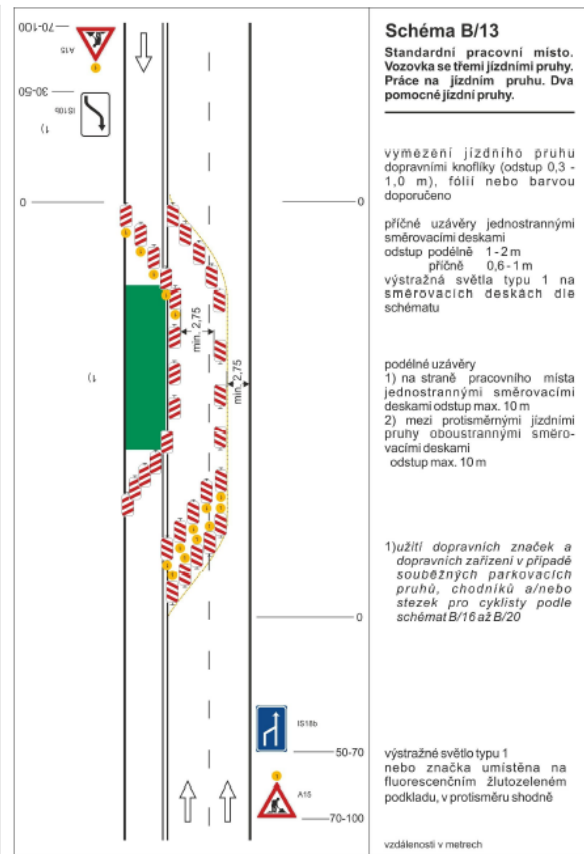 70-100
A15
30-50
IS10b
1)
0
0
min. 2,75
min. 2,75
1)
0
IS18b
50-70
A15
70-100
Schéma B/13
Standardní pracovní místo.
Vozovka se třemi jízdními pruhy.
Práce na jízdním pruhu. Dva
pomocné jízdní pruhy.
vymezení jízdního pruhu
dopravními knoflíky (odstup 0,3 -
1,0 m), fólií nebo barvou
doporučeno
příčné uzávěry jednostrannými
směrovacími deskami
odstup podélně 1-2 m
příčně 0,6-1 m
výstražná světla typu 1 na
směrovacích deskách dle
schématu
podélné uzávěry
1) na straně pracovního místa
jednostrannými směrovacími
deskami odstup max. 10 m
2) mezi protisměrnými jízdními
pruhy oboustrannými směro-
vacími deskami
odstup max. 10 m
1)užití dopravních značek a
dopravních zařízení v případě
souběžných parkovacích
pruhů, chodníků a/nebo
stezek pro cyklisty podle
schémat B/16 až B/20
výstražné světlo typu 1
nebo značka umístěna na
fluorescenčním žlutozeleném
podkladu, v protisměru shodně
vzdálenosti v metrech